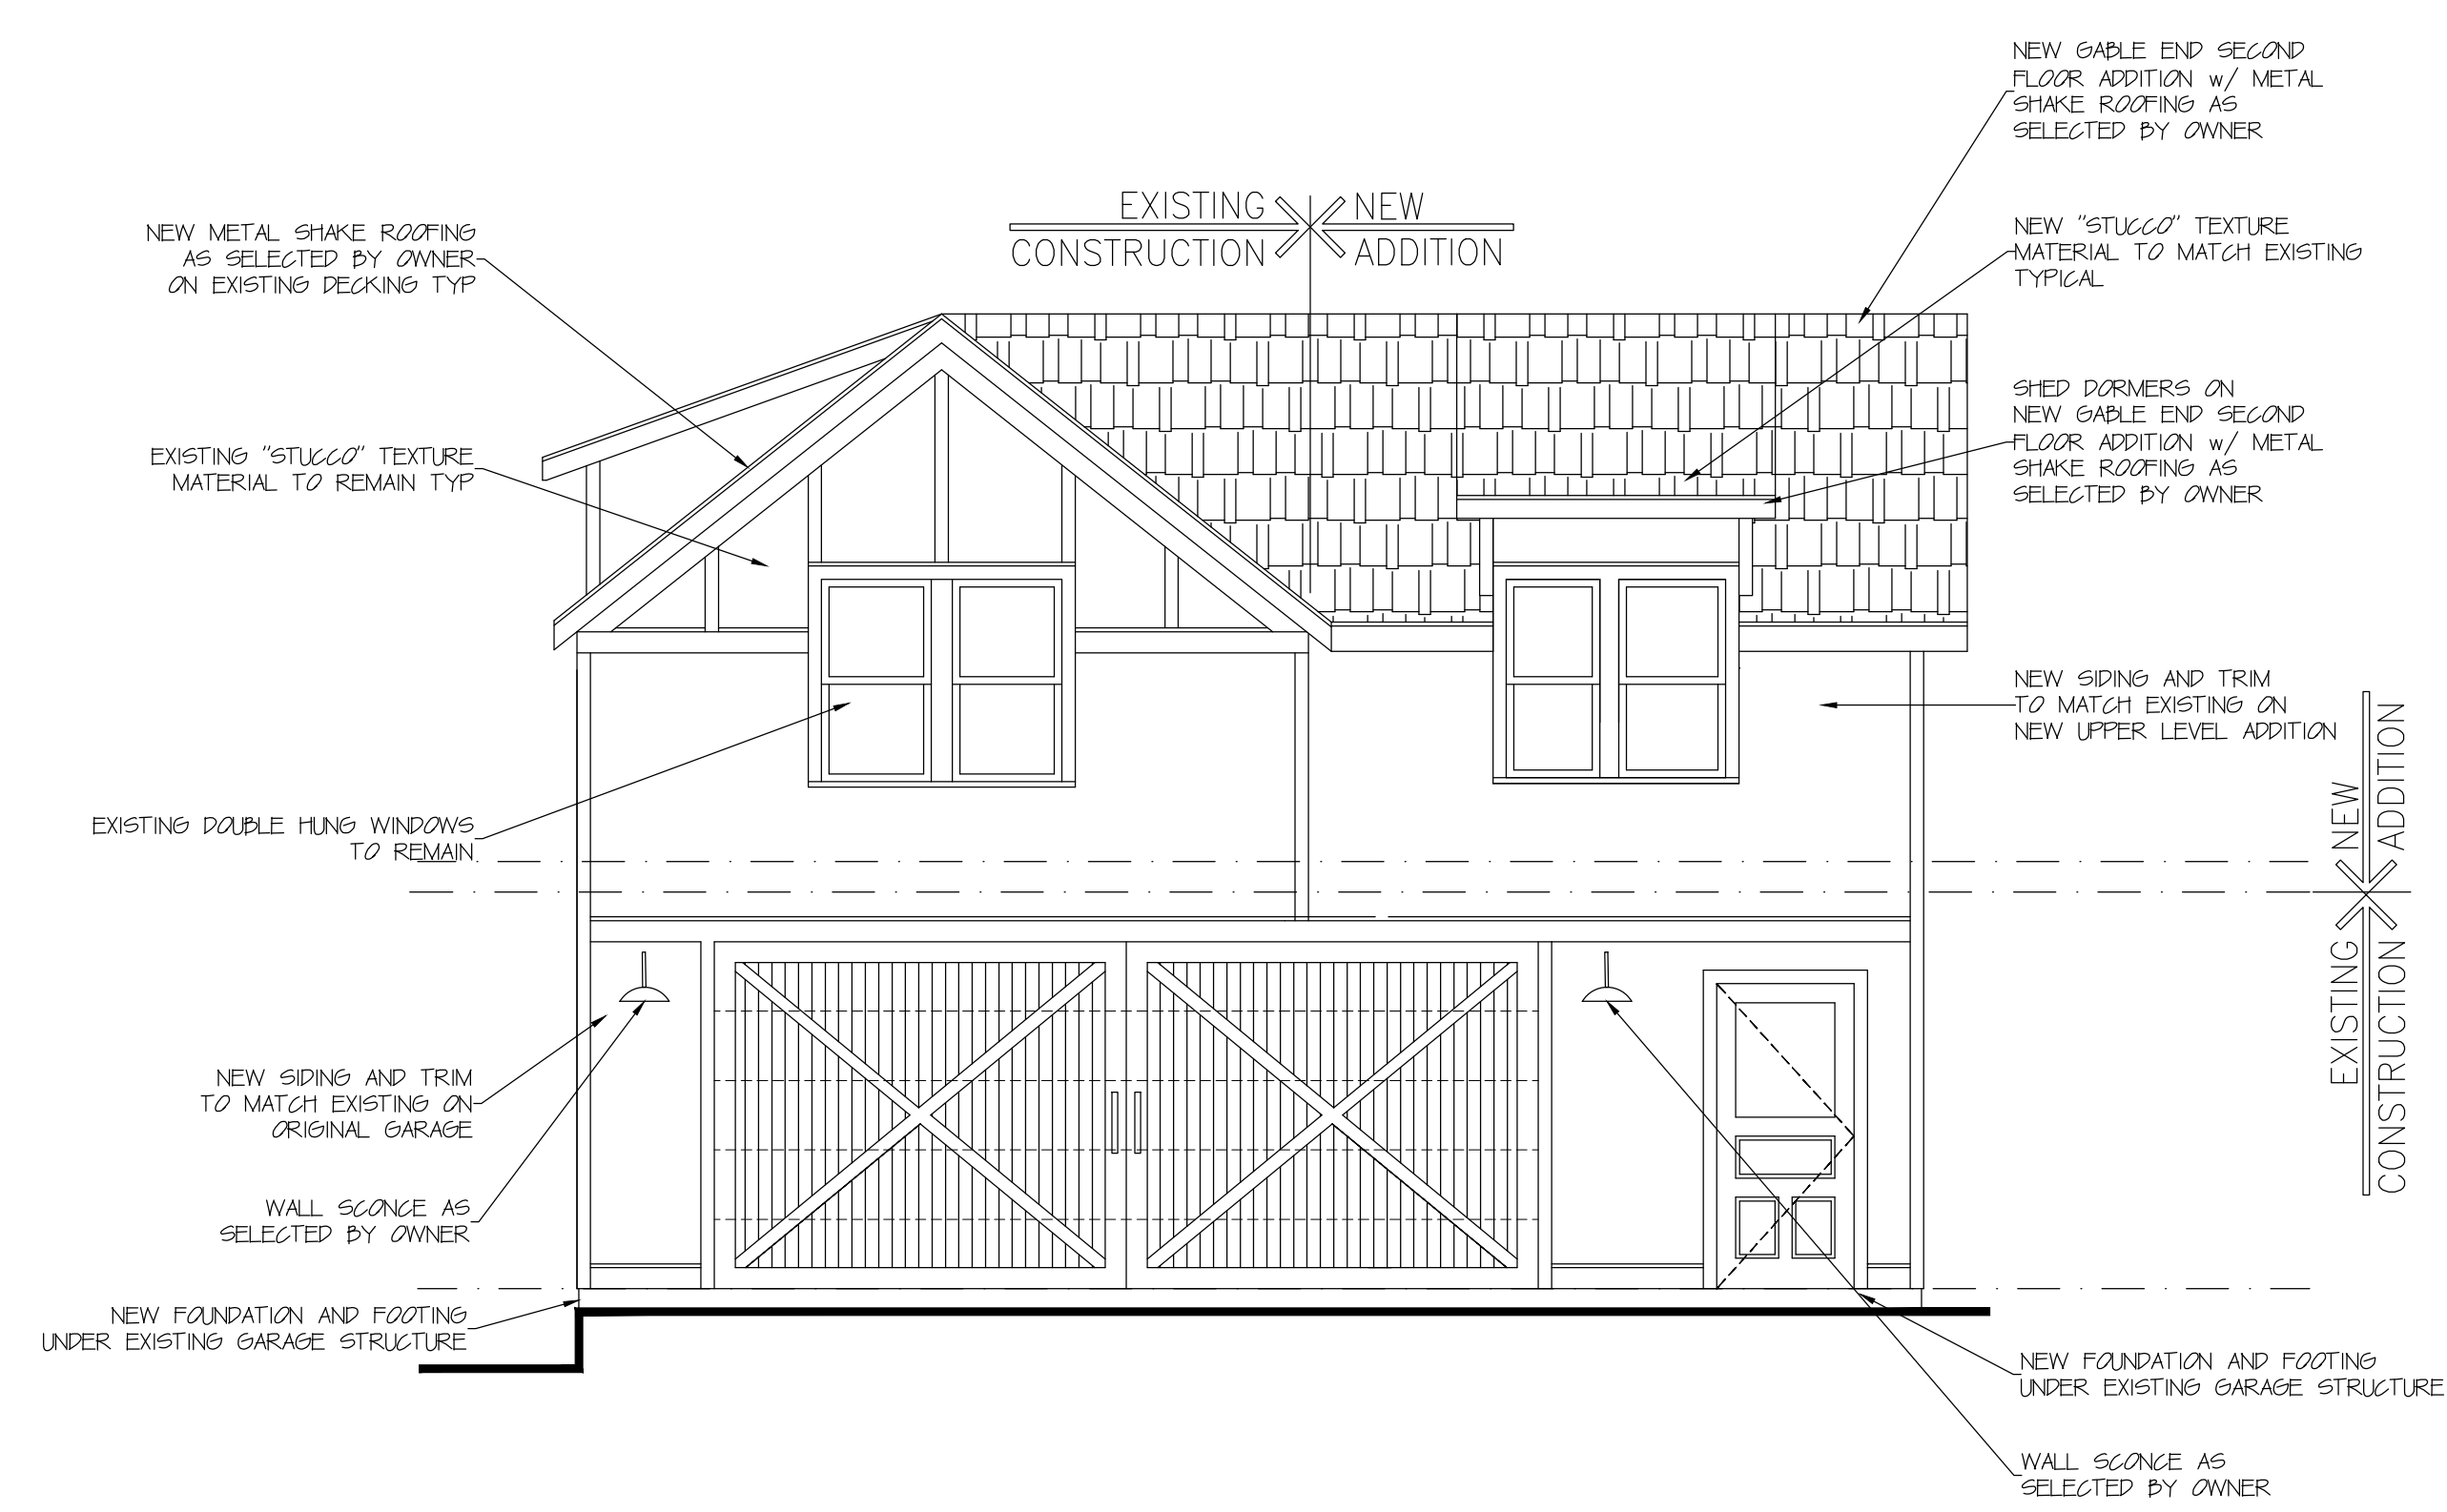 NEW GABLE END SECOND
FLOOR ADDITION w/ METAL
SHAKE ROOFING AS
SELECTED BY OWNER
EXISTING NEW
CONSTRUCTION ADDITION
NEW METAL SHAKE ROOFING
AS SELECTED BY OWNER
ON EXISTING DECKING TYP
NEW "STUCCO" TEXTURE
MATERIAL TO MATCH EXISTING
TYPICAL
SHED DORMERS ON
NEW GABLE END SECOND
FLOOR ADDITION w/ METAL
SHAKE ROOFING AS
SELECTED BY OWNER
EXISTING "STUCCO" TEXTURE
MATERIAL TO REMAIN TYP
NEW SIDING AND TRIM
TO MATCH EXISTING ON
NEW UPPER LEVEL ADDITION
EXISTING DOUBLE HUNG WINDOWS
TO REMAIN
NEW
ADDITION
EXISTING
CONSTRUCTION
NEW SIDING AND TRIM
TO MATCH EXISTING ON
ORIGINAL GARAGE
WALL SCONCE AS
SELECTED BY OWNER
NEW FOUNDATION AND FOOTING
UNDER EXISTING GARAGE STRUCTURE
NEW FOUNDATION AND FOOTING
UNDER EXISTING GARAGE STRUCTURE
WALL SCONCE AS
SELECTED BY OWNER